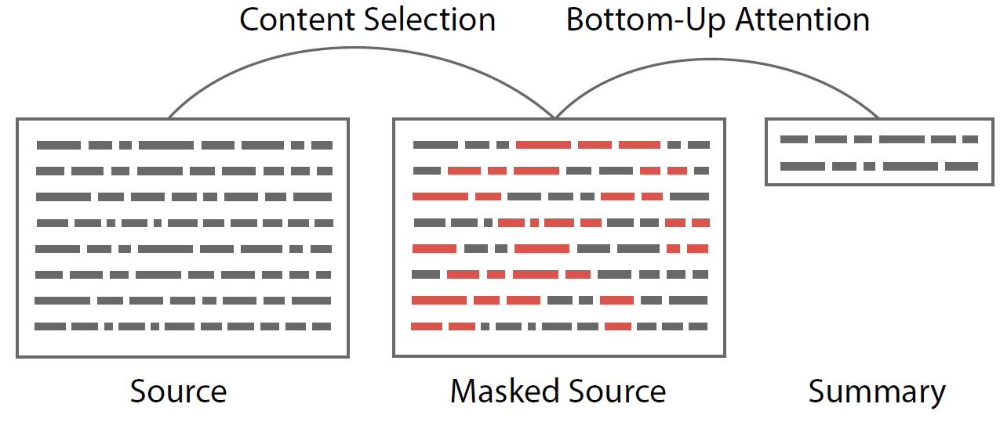 Content Selection
Bottom-Up Attention
Source
Masked Source
Summary